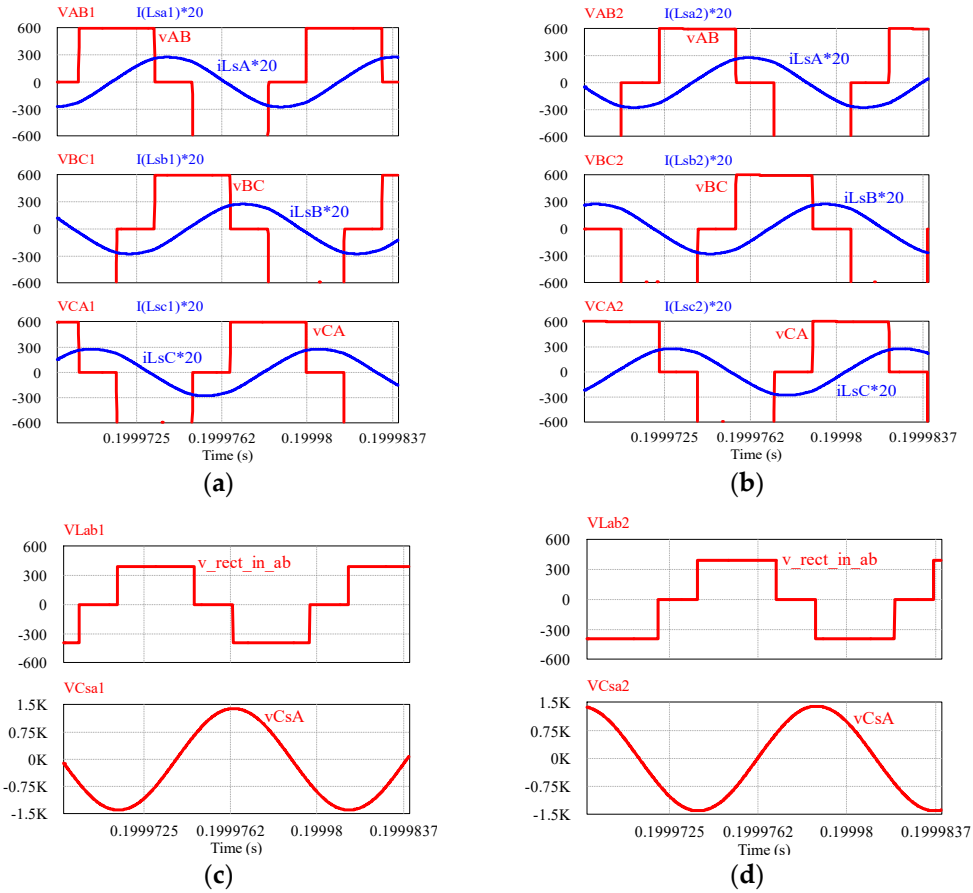 VAB1 I(Lsa1)*20
600
vAB
300
iLsA*20
0
-300
-600
VBC1 I(Lsb1)*20
600
vBC
300
iLsB*20
0
-300
-600
VCA1 I(Lsc1)*20
600
vCA
300
iLsC*20
0
-300
-600
0.1999725 0.1999762 0.19998 0.1999837
Time (s)
(a)
VAB2 I(Lsa2)*20
600
vAB
300
iLsA*20
0
-300
-600
VBC2 I(Lsb2)*20
600
vBC
300
iLsB*20
0
-300
-600
VCA2 I(Lsc2)*20
600
vCA
300
0
iLsC*20
-300
-600
0.1999725 0.1999762 0.19998 0.1999837
Time (s)
(b)
VLab1
600
v_rect_in_ab
300
0
-300
-600
VCsa1
1.5K
vCsA
0.75K
0K
-0.75K
-1.5K
0.1999725 0.1999762 0.19998 0.1999837
Time (s)
(c)
VLab2
600
v_rect_in_ab
300
0
-300
-600
VCsa2
1.5K
vCsA
0.75K
0K
-0.75K
-1.5K
0.1999725 0.1999762 0.19998 0.1999837
Time (s)
(d)